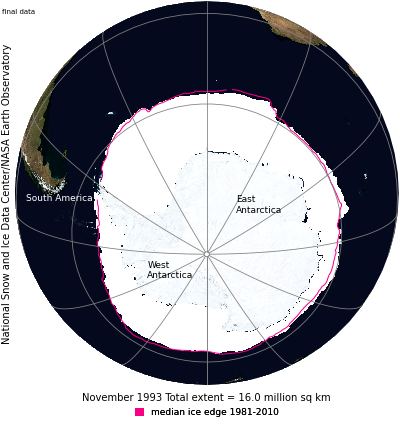 final data
National Snow and Ice Data Center/NASA Earth Observatory
South America
East
Antarctica
West
Antarctica
November 1993 Total extent = 16.0 million sq km
median ice edge 1981-2010